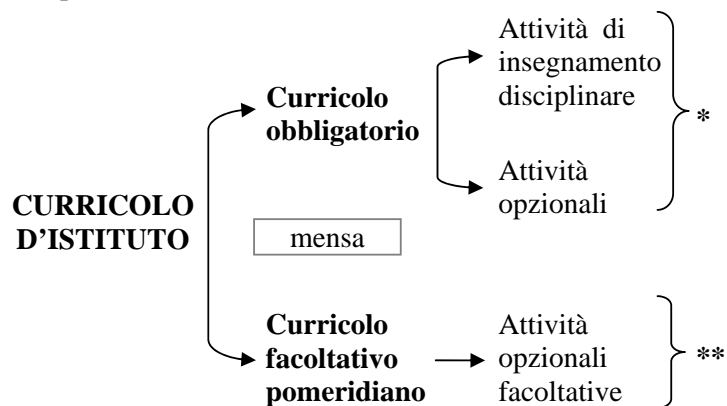 Attività di
insegnamento
disciplinare
Curricolo
obbligatorio
*
Attività
opzionali
CURRICOLO
D'ISTITUTO
mensa
Curricolo
facoltativo
pomeridiano
Attività
opzionali
facoltative
**